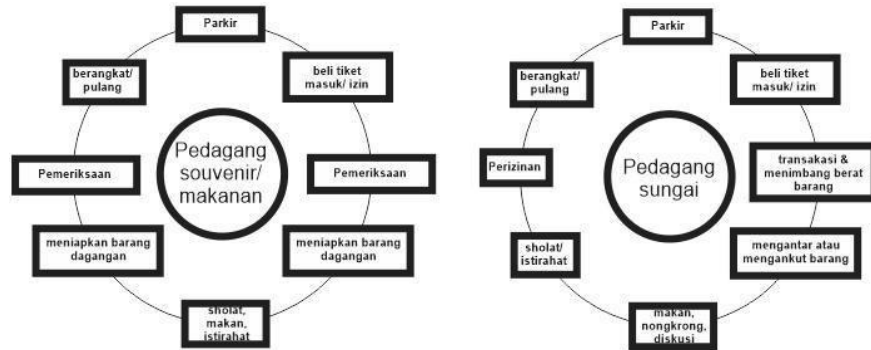 Parkir
berangkat/
pulang
beli tiket
masuk/ izin
Pedagang
souvenir/
makanan
Pemeriksaan
Pemeriksaan
meniapkan barang
dagangan
meniapkan barang
dagangan
sholat,
makan,
istirahat
Parkir
berangkat/
pulang
beli tiket
masuk/ izin
Pedagang
sungai
Perizinan
transakasi &
menimbang berat
barang
sholat/
istirahat
mengantar atau
mengankut barang
makan,
nongkrong,
diskusi